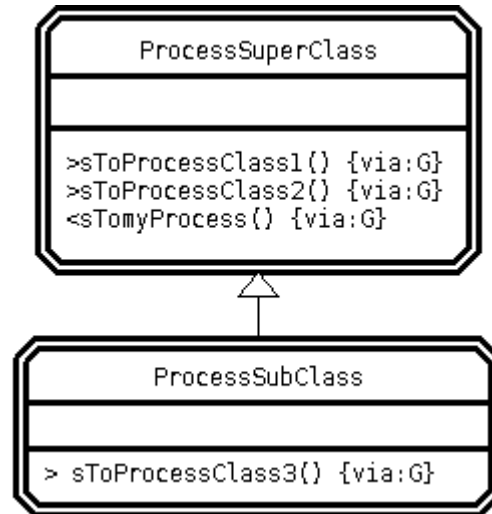 ProcessSuperClass
>sToProcessClass1() {via:G}
>sToProcessClass2() {via:G}
<sTomyProcess() {via:G}
ProcessSubClass
> sToProcessClass3() {via:G}